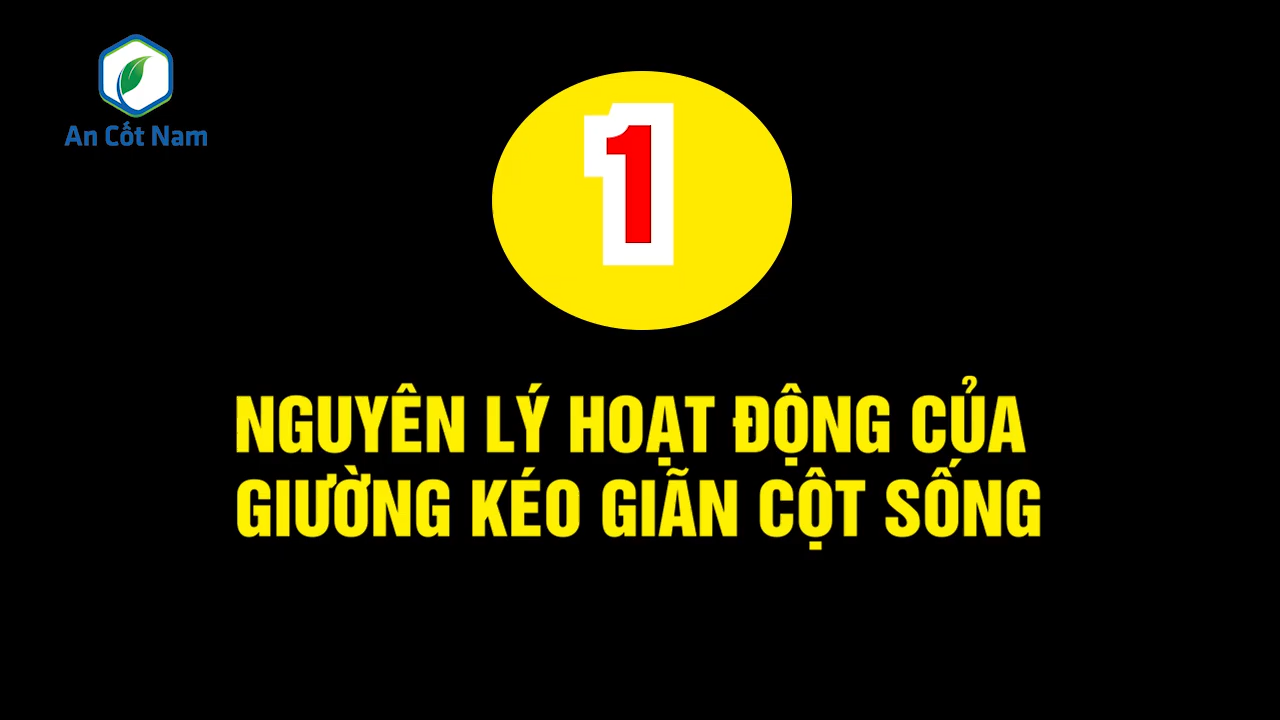 An Cốt Nam
1
NGUYÊN LÝ HOẠT ĐỘNG CỦA
GIƯỜNG KÉO GIÃN CỘT SỐNG